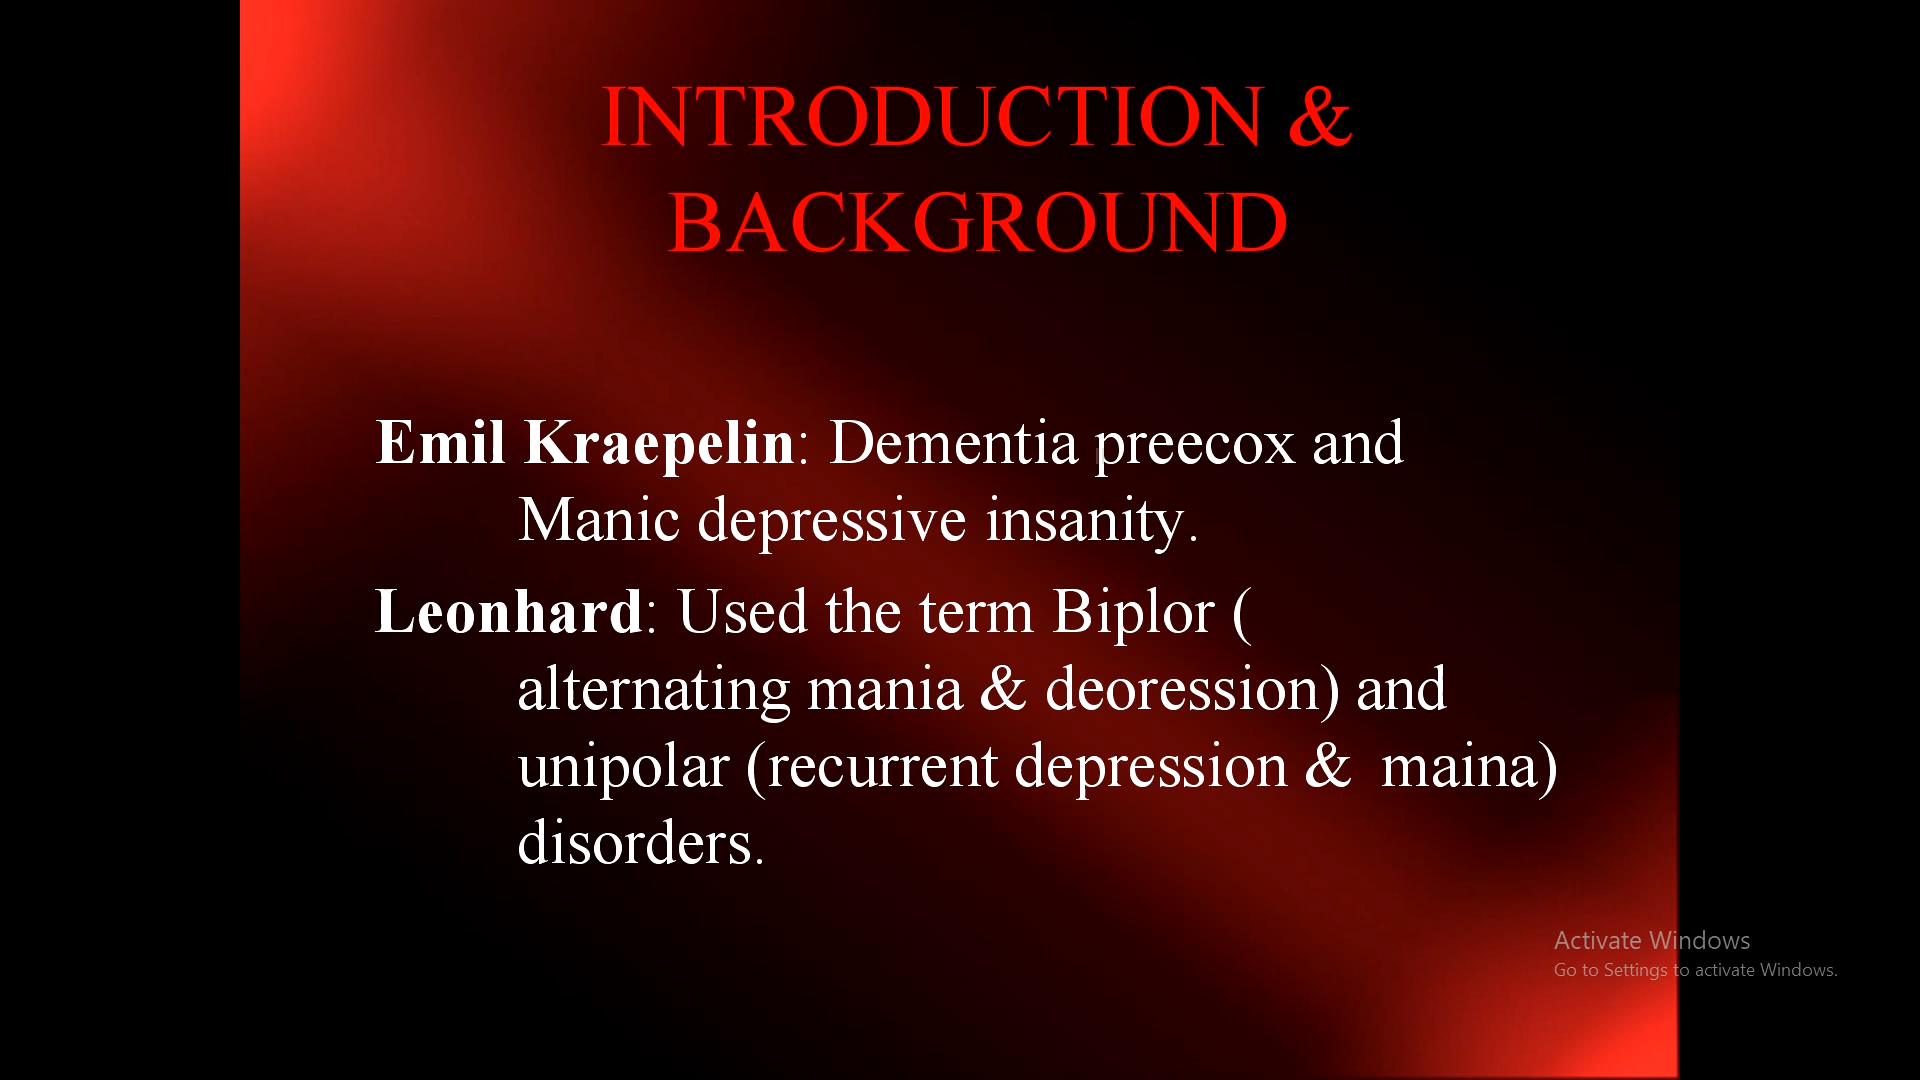 INTRODUCTION &
BACKGROUND
Emil Kraepelin: Dementia preecox and
Manic depressive insanity.
Leonhard: Used the term Biplor (
alternating mania & deoression) and
unipolar (recurrent depression &  maina)
disorders.
Activate Windows
Go to Settings to activate Windows.